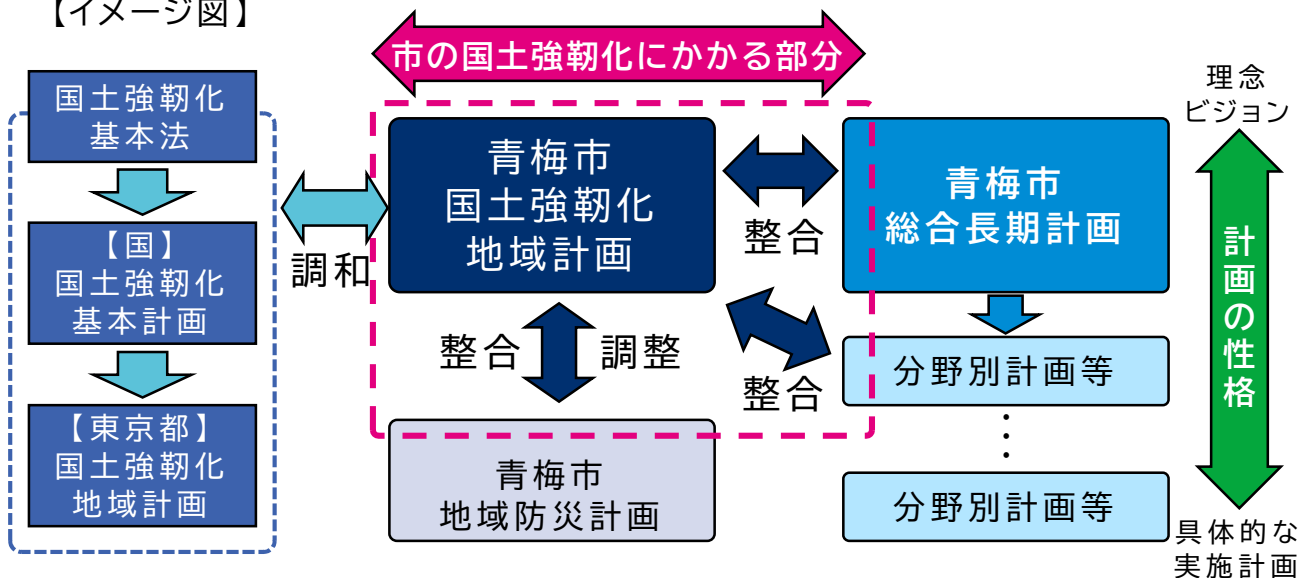 【イメージ図】
市の国土強靭化にかかる部分
国土強靭化
基本法
【国】
国土強靭化
基本計画
【東京都】
国土強靭化
地域計画
調和
青梅市
国土強靭化
地域計画
整合
青梅市
総合長期計画
整合
調整
整合
分野別計画等
青梅市
地域防災計画
分野別計画等
理念
ビジョン
計画の性格
具体的な
実施計画